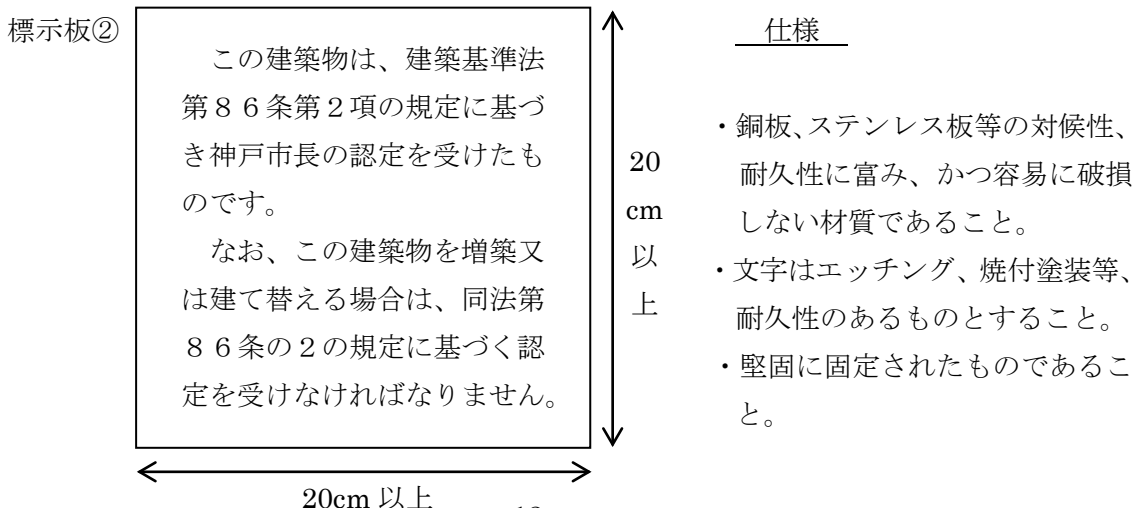 標示板②
この建築物は、建築基準法
第86条第2項の規定に基づ
き神戸市長の認定を受けたも
のです。
なお、この建築物を増築又
は建て替える場合は、同法第
86条の2の規定に基づく認
定を受けなければなりません。
20
cm
以
上
20cm 以上
仕様
・銅板、ステンレス板等の対候性、
耐久性に富み、かつ容易に破損
しない材質であること。
・文字はエッチング、焼付塗装等、
耐久性のあるものとすること。
・堅固に固定されたものであるこ
と。